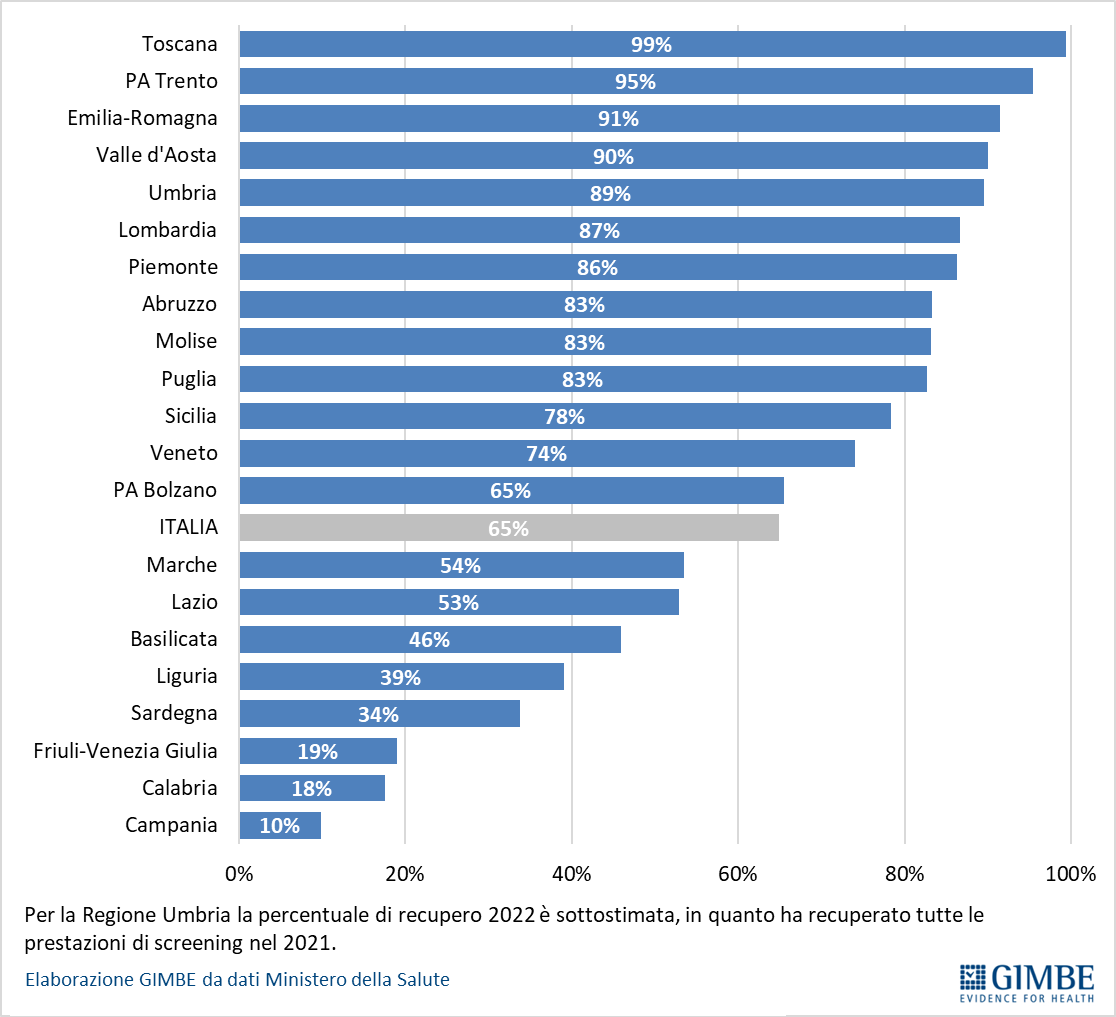 Toscana 99%
PA Trento 95%
Emilia-Romagna 91%
Valle d'Aosta 90%
Umbria 89%
Lombardia 87%
Piemonte 86%
Abruzzo 83%
Molise 83%
Puglia 83%
Sicilia 78%
Veneto 74%
PA Bolzano 65%
ITALIA 65%
Marche 54%
Lazio 53%
Basilicata 46%
Liguria 39%
Sardegna 34%
Friuli-Venezia Giulia 19%
Calabria 18%
Campania 10%
0% 20% 40% 60% 80% 100%
Per la Regione Umbria la percentuale di recupero 2022 è sottostimata, in quanto ha recuperato tutte le
prestazioni di screening nel 2021.
Elaborazione GIMBE da dati Ministero della Salute
GIMBE
EVIDENCE FOR HEALTH